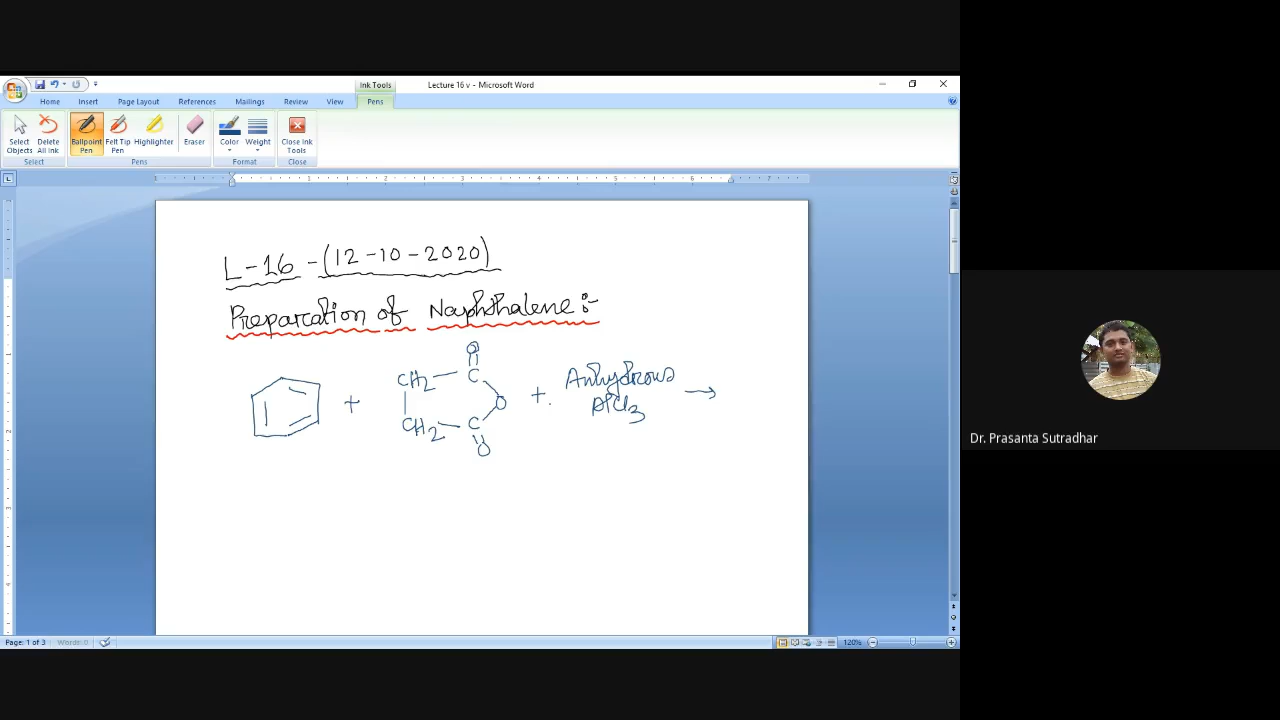 Ink Tools
Lecture 16 v - Microsoft Word
Home Insert Page Layout References Mailings Review View Pens
Select Objects
Delete All Ink
Ballpoint Pen
Felt Tip Pen
Highlighter
Eraser
Color
Weight
Close Ink Tools
Select Pens Format Close
L-16 - (12-10-2020)
Preparation of Naphthalene :-
O
CH2 — C
+ O + Anhydrous AlCl3 →
CH2 — C
O
Dr. Prasanta Sutradhar
Page: 1 of 3 Words: 0 120%